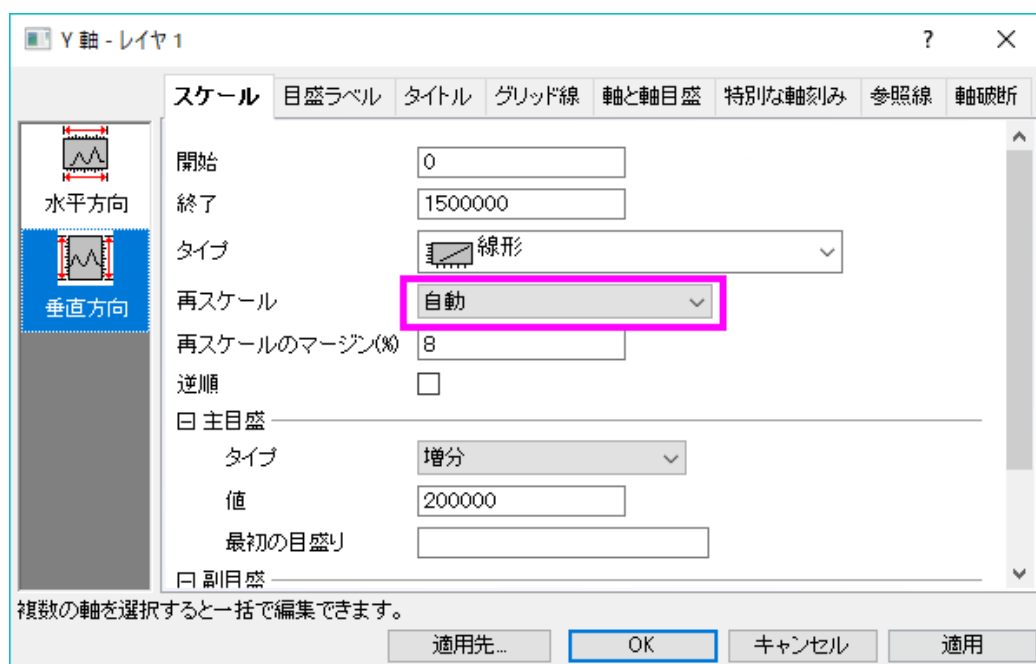 Y 軸 - レイヤ 1
?
スケール 目盛ラベル タイトル グリッド線 軸と軸目盛 特別な軸刻み 参照線 軸破断
水平方向
垂直方向
開始 0
終了 1500000
タイプ 線形
再スケール 自動
再スケールのマージン(%) 8
逆順
主目盛
タイプ 増分
値 200000
最初の目盛り
副目盛
複数の軸を選択すると一括で編集できます。
適用先... OK キャンセル 適用